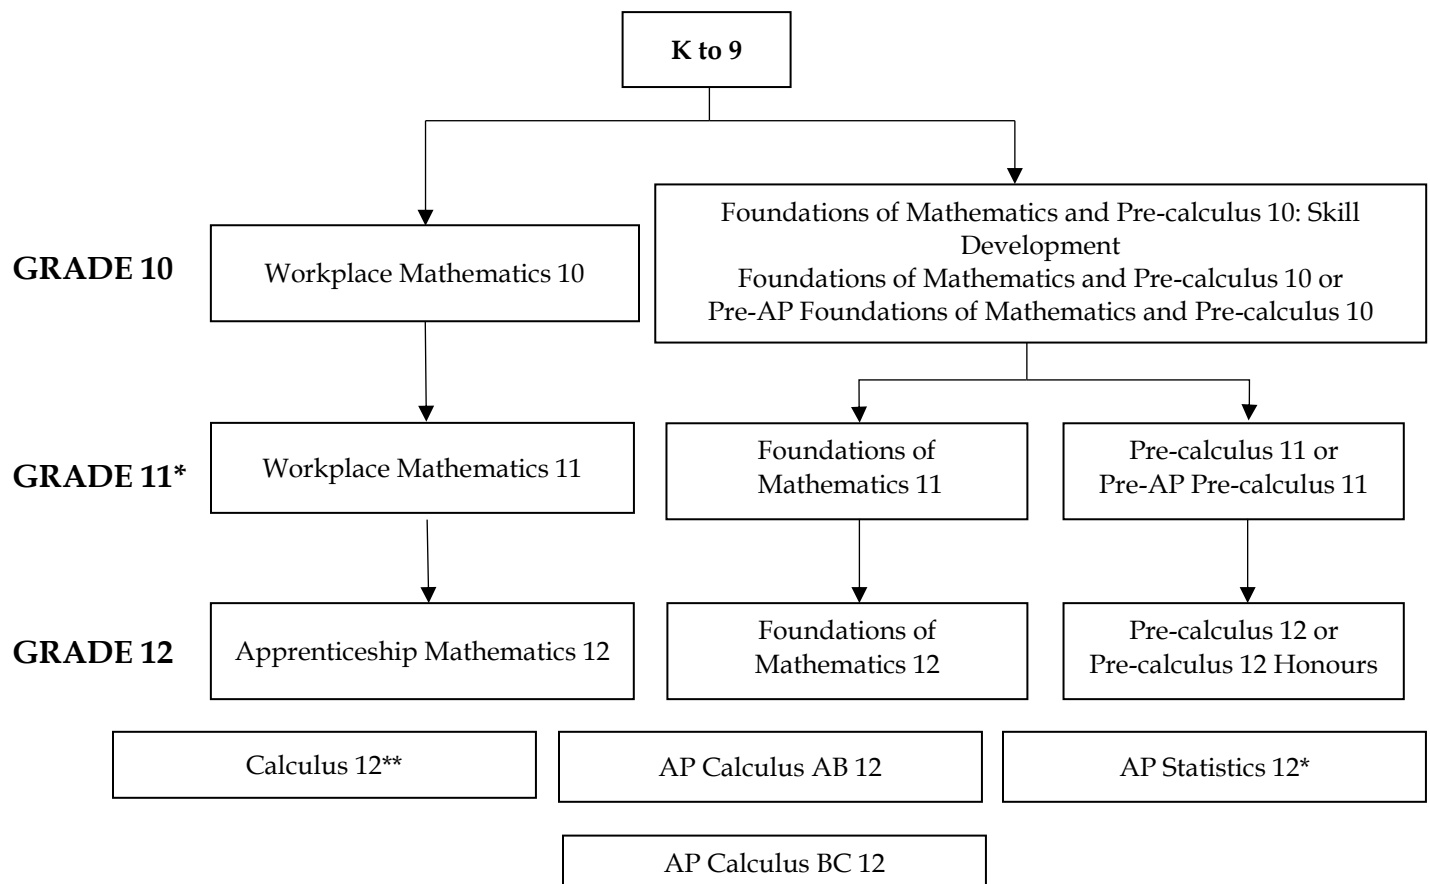 K to 9
Foundations of Mathematics and Pre-calculus 10: Skill
Development
Foundations of Mathematics and Pre-calculus 10 or
Pre-AP Foundations of Mathematics and Pre-calculus 10
GRADE 10
Workplace Mathematics 10
GRADE 11*
Workplace Mathematics 11
Foundations of
Mathematics 11
Pre-calculus 11 or
Pre-AP Pre-calculus 11
GRADE 12
Apprenticeship Mathematics 12
Foundations of
Mathematics 12
Pre-calculus 12 or
Pre-calculus 12 Honours
Calculus 12**
AP Calculus AB 12
AP Statistics 12*
AP Calculus BC 12